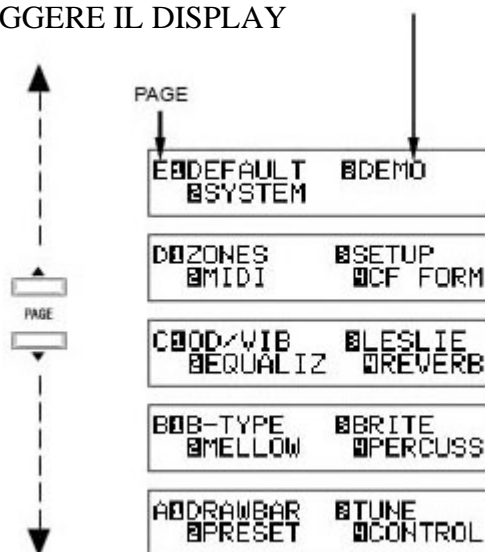 GGERE IL DISPLAY
PAGE
E1DEFAULT 3DEMO
2SYSTEM
D1ZONES 3SETUP
2MIDI 4CF FORM
PAGE
C1OD/VIB 3LESLIE
2EQUALIZ 4REVERB
B1B-TYPE 3BRITE
2MELLOW 4PERCUSS
A1DRAWBAR 3TUNE
2PRESET 4CONTROL